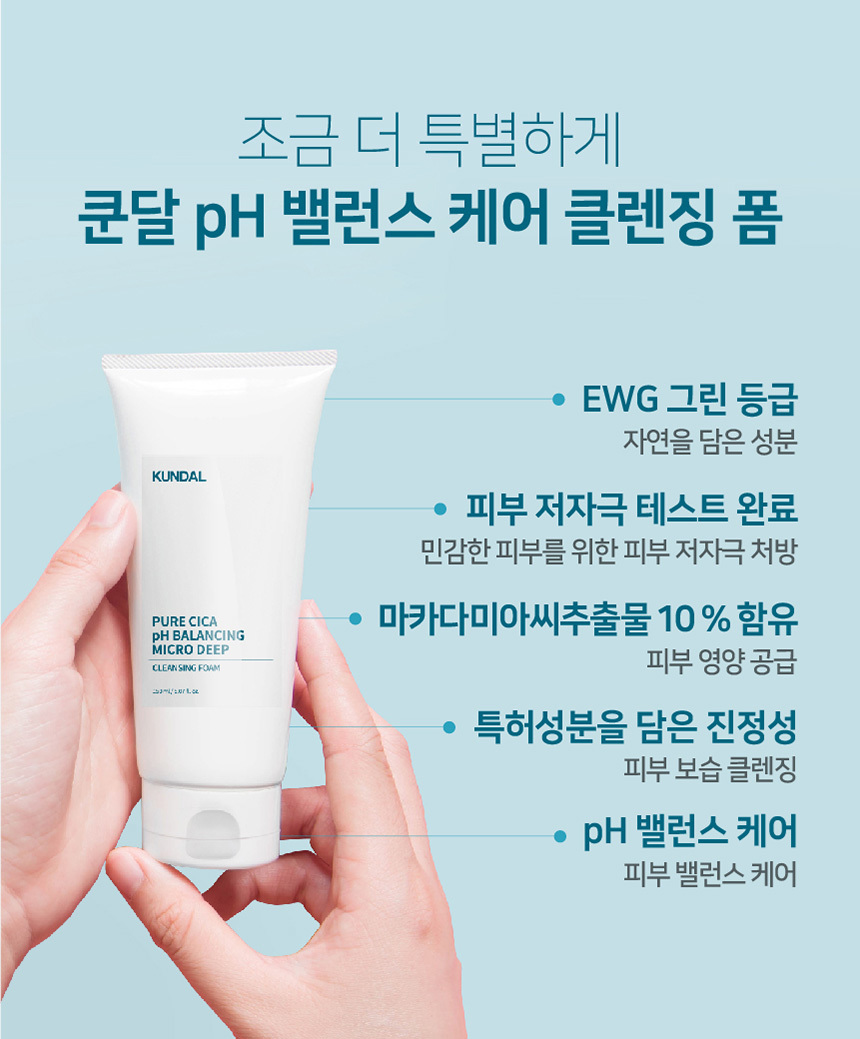 조금 더 특별하게
쿤달 pH 밸런스 케어 클렌징 폼
EWG 그린 등급
자연을 담은 성분
피부 저자극 테스트 완료
민감한 피부를 위한 피부 저자극 처방
마카다미아씨추출물 10 % 함유
피부 영양 공급
특허성분을 담은 진정성
피부 보습 클렌징
pH 밸런스 케어
피부 밸런스 케어
KUNDAL
PURE CICA
pH BALANCING
MICRO DEEP
CLEANSING FOAM